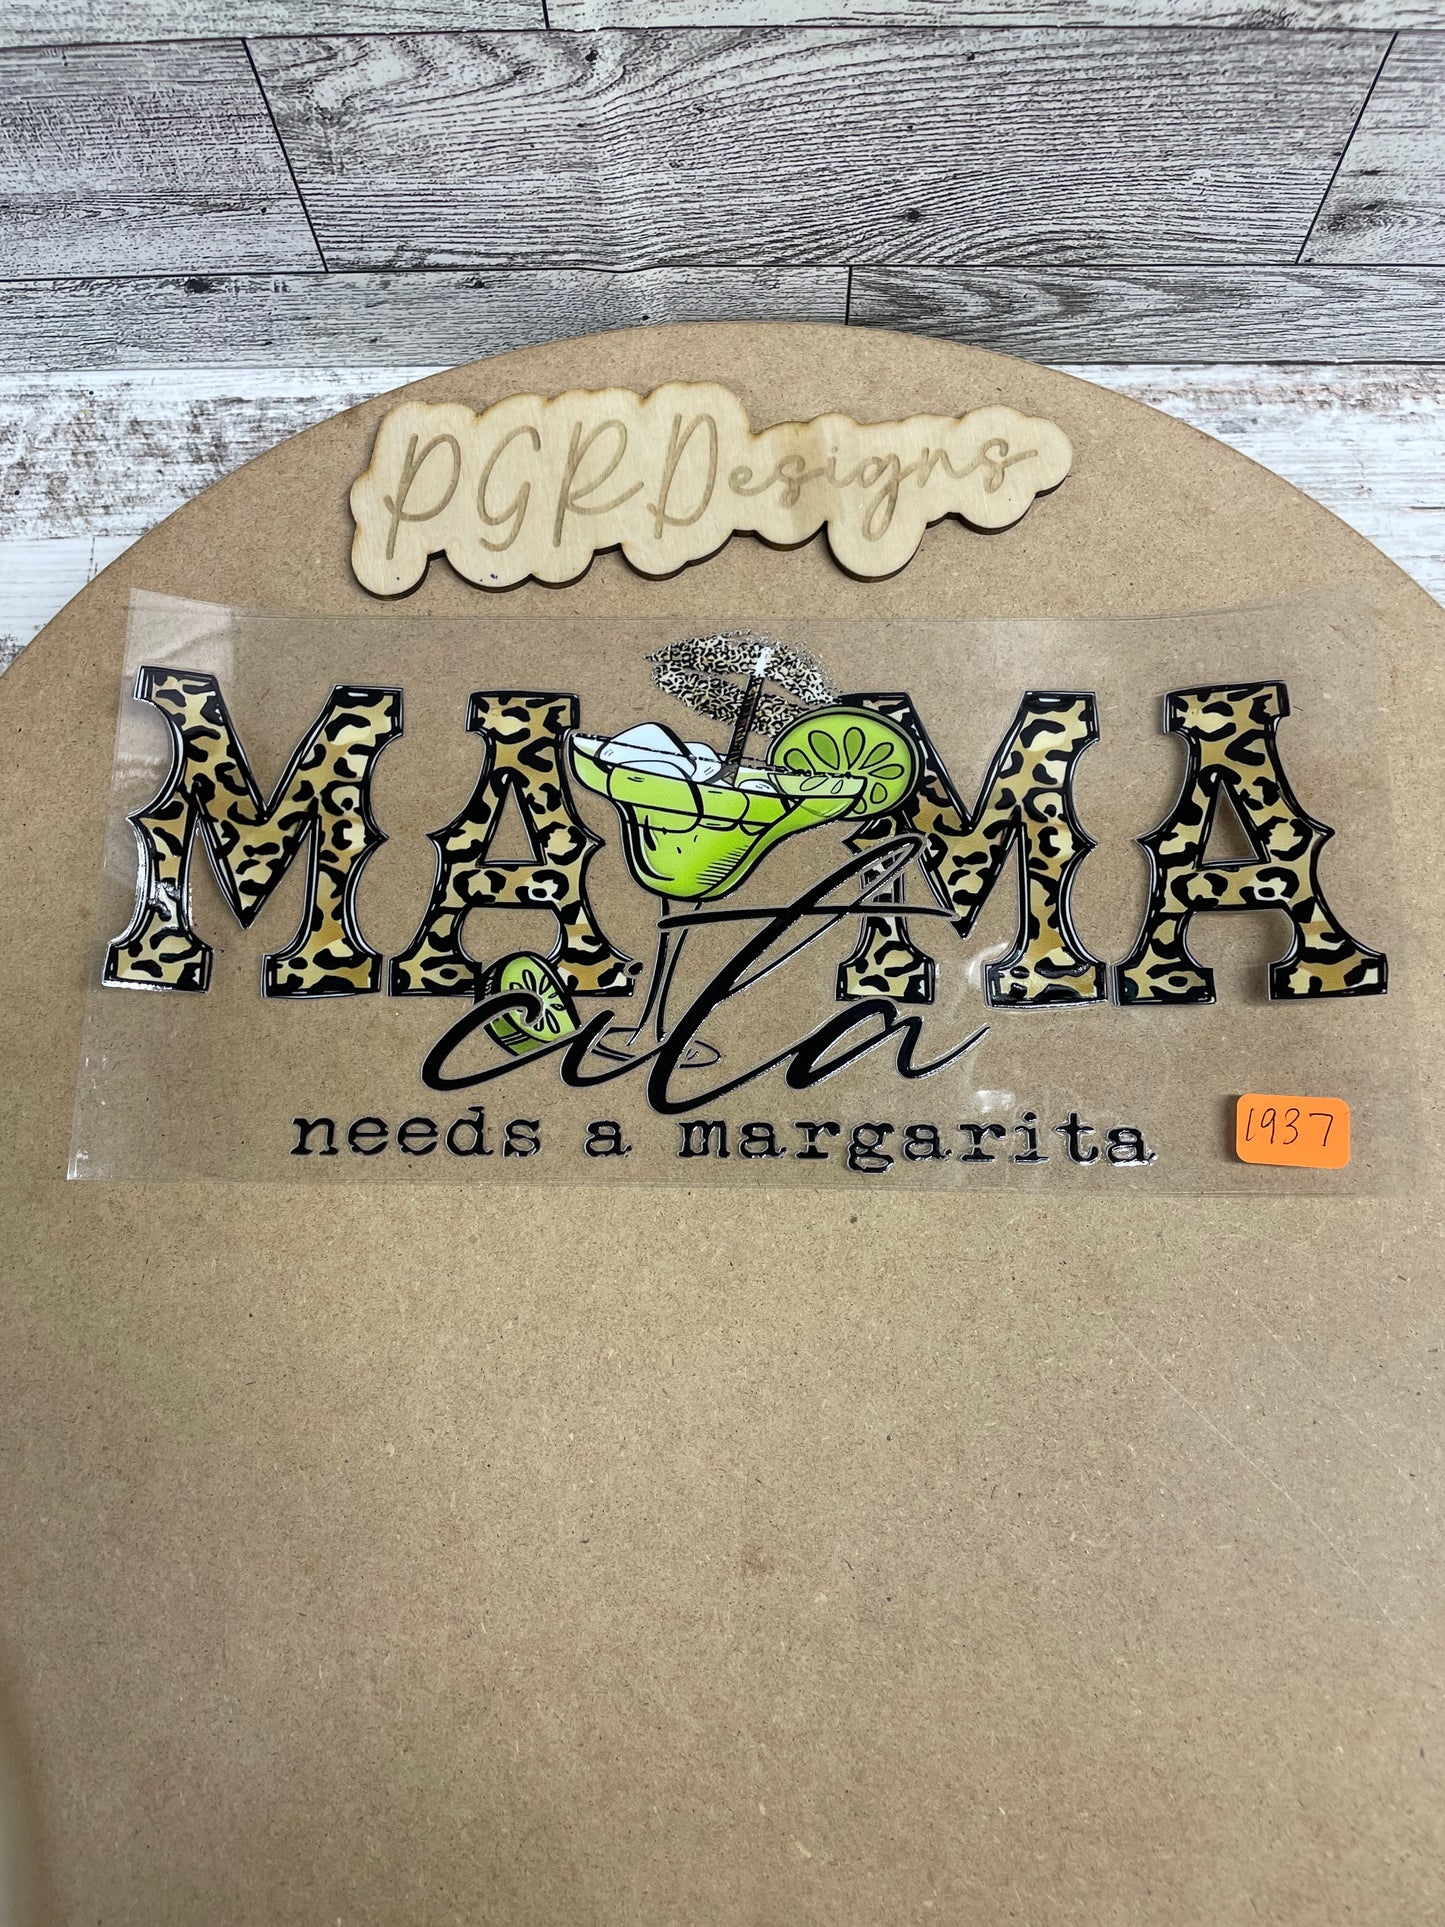 PGRDesigns
MAMA
cita
needs a margarita
1937